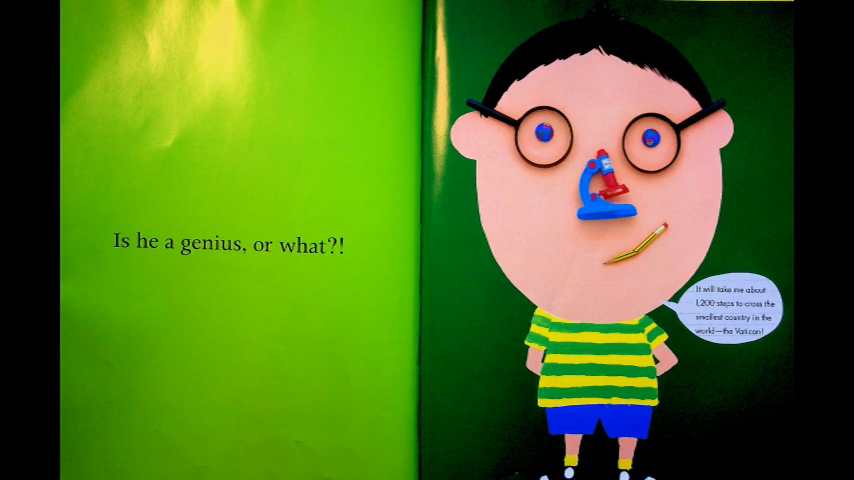 Is he a genius, or what?!
It will take me about
1,200 steps to cross the
smallest country in the
world—the Vatican!